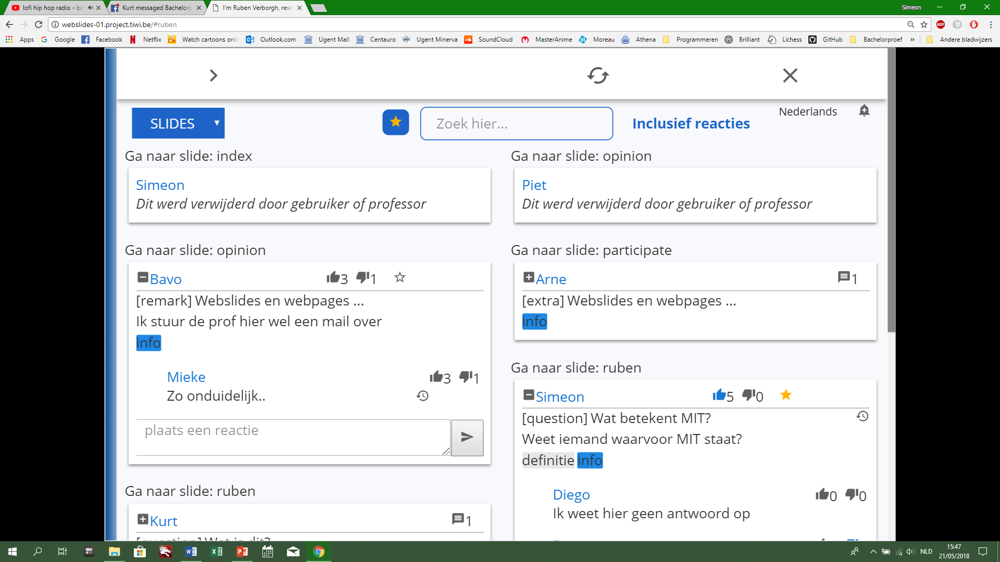 lofi hip hop radio - be
Kurt messaged Bachelorp
I'm Ruben Verborgh, rese
Simeon
webslides-01.project.tiwi.be/#ruben
ABP
Apps
Google
Facebook
Netflix
Watch cartoons onlin
Outlook.com
Ugent Mail
Centauro
Ugent Minerva
SoundCloud
MasterAnime
Moreau
Athena
Programmeren
Brilliant
Lichess
GitHub
Bachelorproef
»
Andere bladwijzers
SLIDES
Zoek hier...
Inclusief reacties
Nederlands
Ga naar slide: index
Simeon
Dit werd verwijderd door gebruiker of professor
Ga naar slide: opinion
Piet
Dit werd verwijderd door gebruiker of professor
Ga naar slide: opinion
Bavo 3 1
[remark] Webslides en webpages ...
Ik stuur de prof hier wel een mail over
info
Mieke 3 1
Zo onduidelijk..
plaats een reactie
Ga naar slide: participate
Arne 1
[extra] Webslides en webpages ...
info
Ga naar slide: ruben
Simeon 5 0
[question] Wat betekent MIT?
Weet iemand waarvoor MIT staat?
definitie info
Diego 0 0
Ik weet hier geen antwoord op
Ga naar slide: ruben
Kurt 1
[question] Wat is dit?
NLD
15:47
21/05/2018